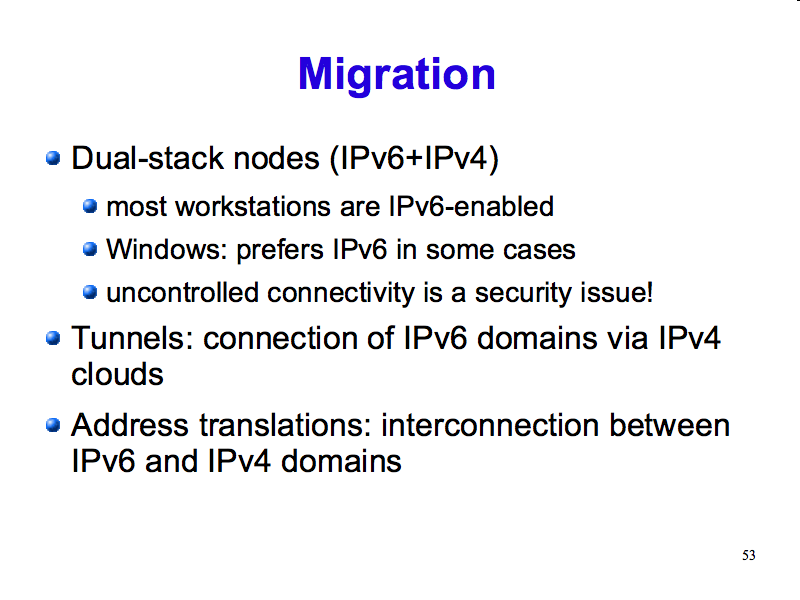 Migration
Dual-stack nodes (IPv6+IPv4)
most workstations are IPv6-enabled
Windows: prefers IPv6 in some cases
uncontrolled connectivity is a security issue!
Tunnels: connection of IPv6 domains via IPv4
clouds
Address translations: interconnection between
IPv6 and IPv4 domains
53